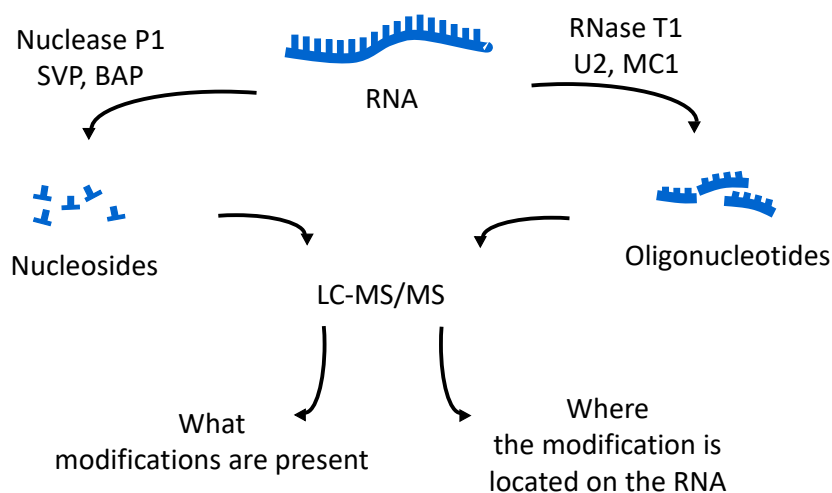 Nuclease P1
SVP, BAP
RNA
RNase T1
U2, MC1
Nucleosides
Oligonucleotides
LC-MS/MS
What
modifications are present
Where
the modification is
located on the RNA